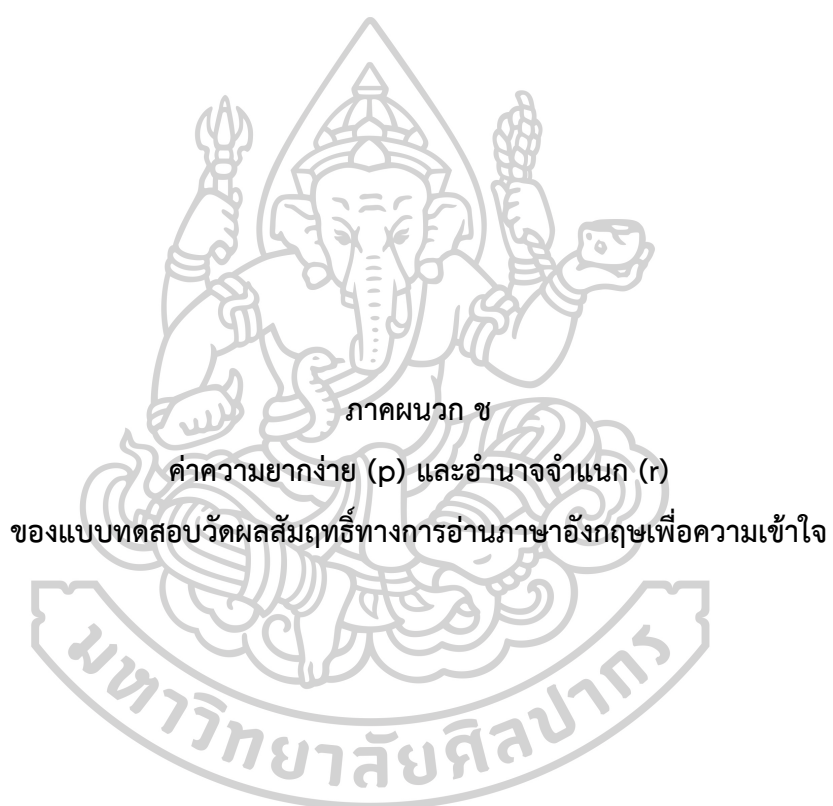 ภาคผนวก ช
ค่าความยากง่าย (p) และอำนาจจำแนก (r)
ของแบบทดสอบวัดผลสัมฤทธิ์ทางการอ่านภาษาอังกฤษเพื่อความเข้าใจ
มหาวิทยาลัยศิลปากร